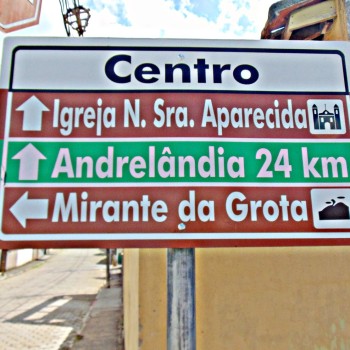 Centro
Igreja N. Sra. Aparecida
Andrelândia 24 km
Mirante da Grota